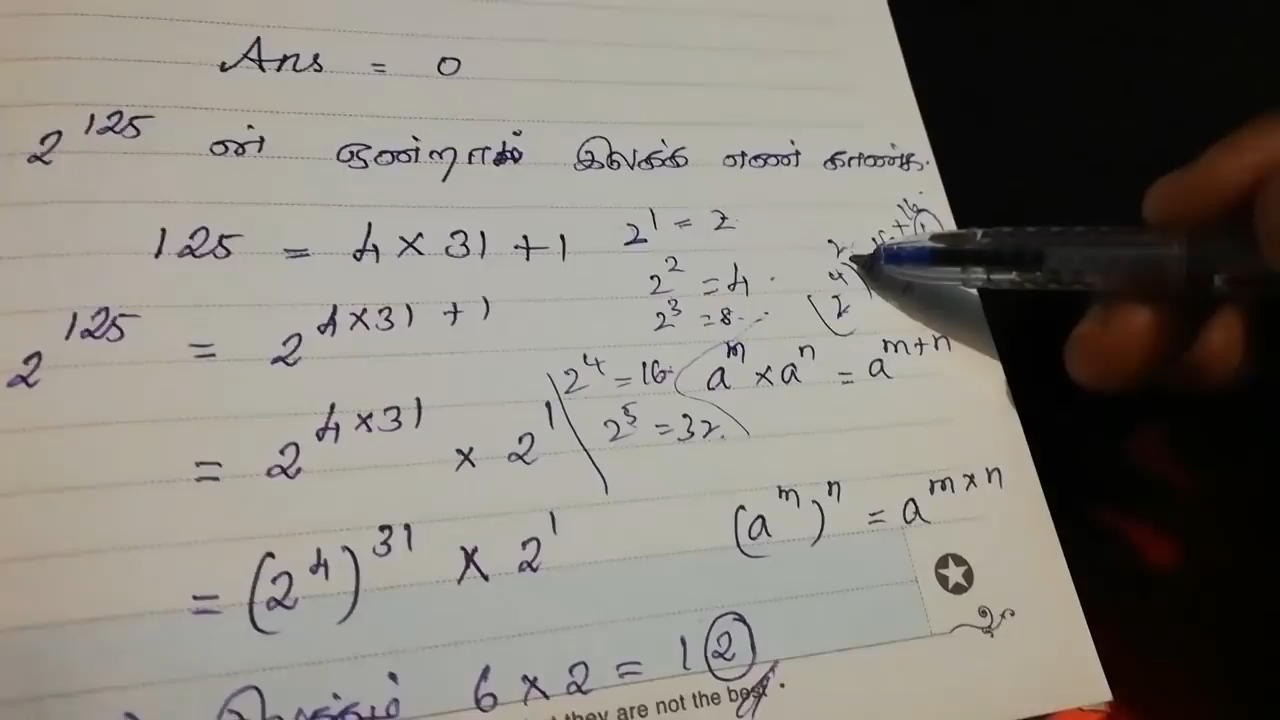 Ans = 0
2^125 ன் ஒன்றாம் இலக்க எண் காண்க.
125 = 4 × 31 + 1
2^1 = 2
2^2 = 4
2^3 = 8
2^125 = 2^(4×31 + 1)
2^4 = 16
a^m × a^n = a^(m+n)
= 2^(4×31) × 2^1
2^5 = 32
= (2^4)^31 × 2^1
(a^m)^n = a^(m×n)
இலக்கம் 6 × 2 = 12
they are not the best.